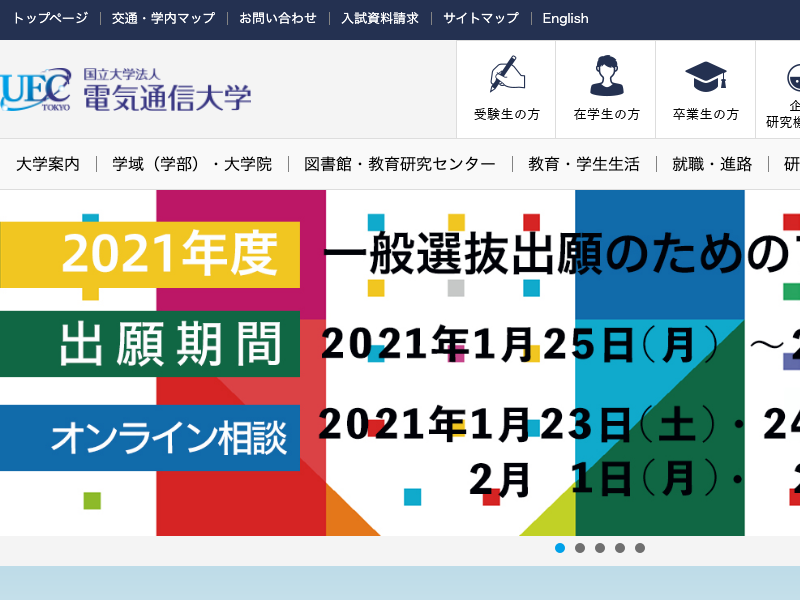 トップページ 交通・学内マップ お問い合わせ 入試資料請求 サイトマップ English
UEC TOKYO
国立大学法人
電気通信大学
受験生の方 在学生の方 卒業生の方 企
研究機
大学案内 学域（学部）・大学院 図書館・教育研究センター 教育・学生生活 就職・進路 研
2021年度 一般選抜出願のための
出願期間 2021年1月25日（月）～2
オンライン相談 2021年1月23日（土）・24
2月 1日（月）・ 2